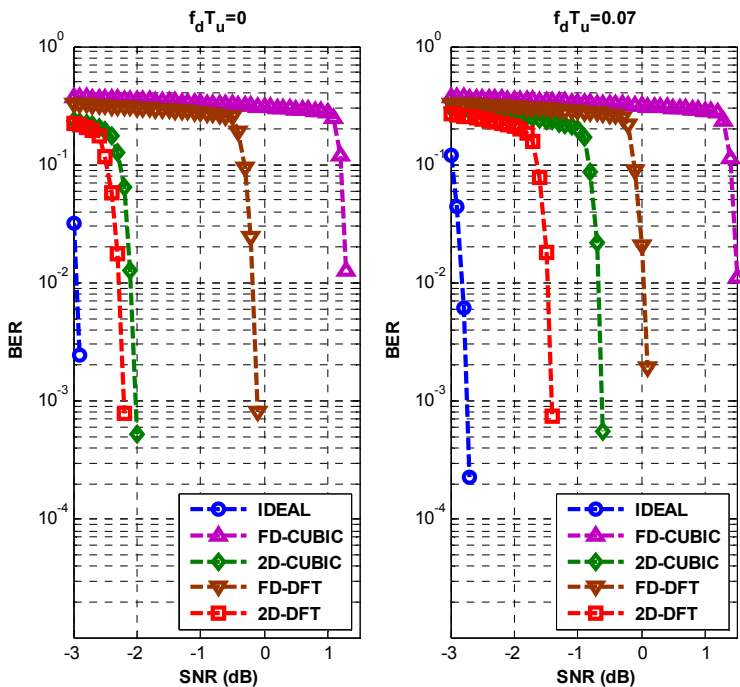 f_dT_u=0
10^0
10^-1
10^-2
10^-3
10^-4
BER
-3 -2 -1 0 1
SNR (dB)
IDEAL
FD-CUBIC
2D-CUBIC
FD-DFT
2D-DFT
f_dT_u=0.07
10^0
10^-1
10^-2
10^-3
10^-4
BER
-3 -2 -1 0 1
SNR (dB)
IDEAL
FD-CUBIC
2D-CUBIC
FD-DFT
2D-DFT